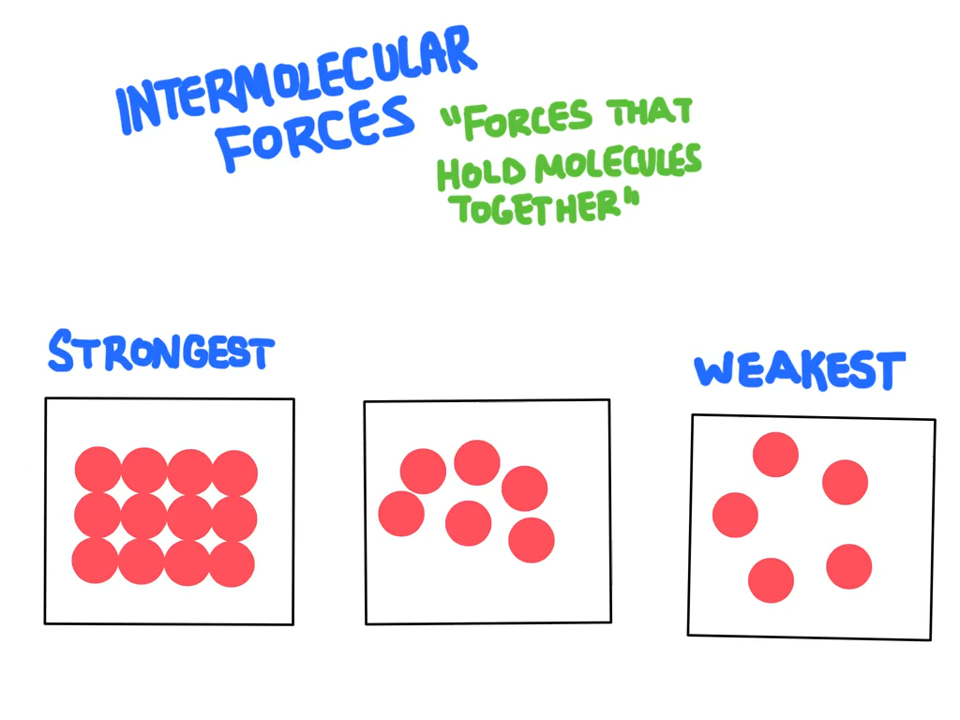 INTERMOLECULAR
FORCES
"FORCES THAT
HOLD MOLECULES
TOGETHER"
STRONGEST
WEAKEST